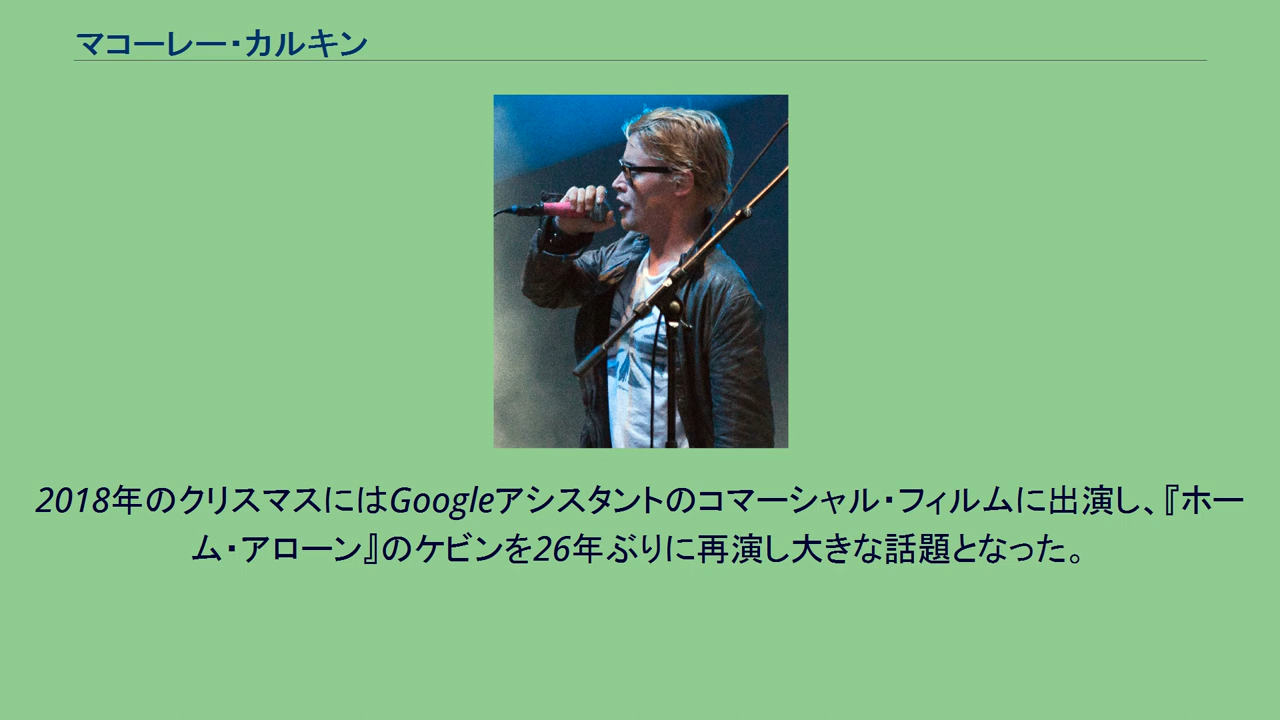 マコーレー・カルキン
2018年のクリスマスにはGoogleアシスタントのコマーシャル・フィルムに出演し、『ホー
ム・アローン』のケビンを26年ぶりに再演し大きな話題となった。